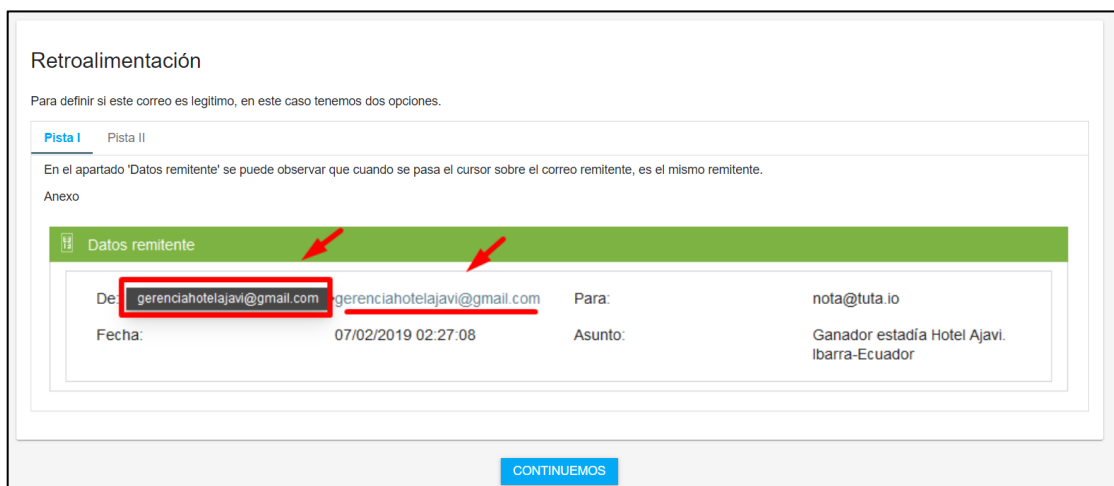 Retroalimentación
Para definir si este correo es legitimo, en este caso tenemos dos opciones.
Pista I Pista II
En el apartado 'Datos remitente' se puede observar que cuando se pasa el cursor sobre el correo remitente, es el mismo remitente.
Anexo
Datos remitente
De: gerenciahotelajavi@gmail.com gerenciahotelajavi@gmail.com Para: nota@tuta.io
Fecha: 07/02/2019 02:27:08 Asunto: Ganador estadía Hotel Ajavi.
Ibarra-Ecuador
CONTINUEMOS